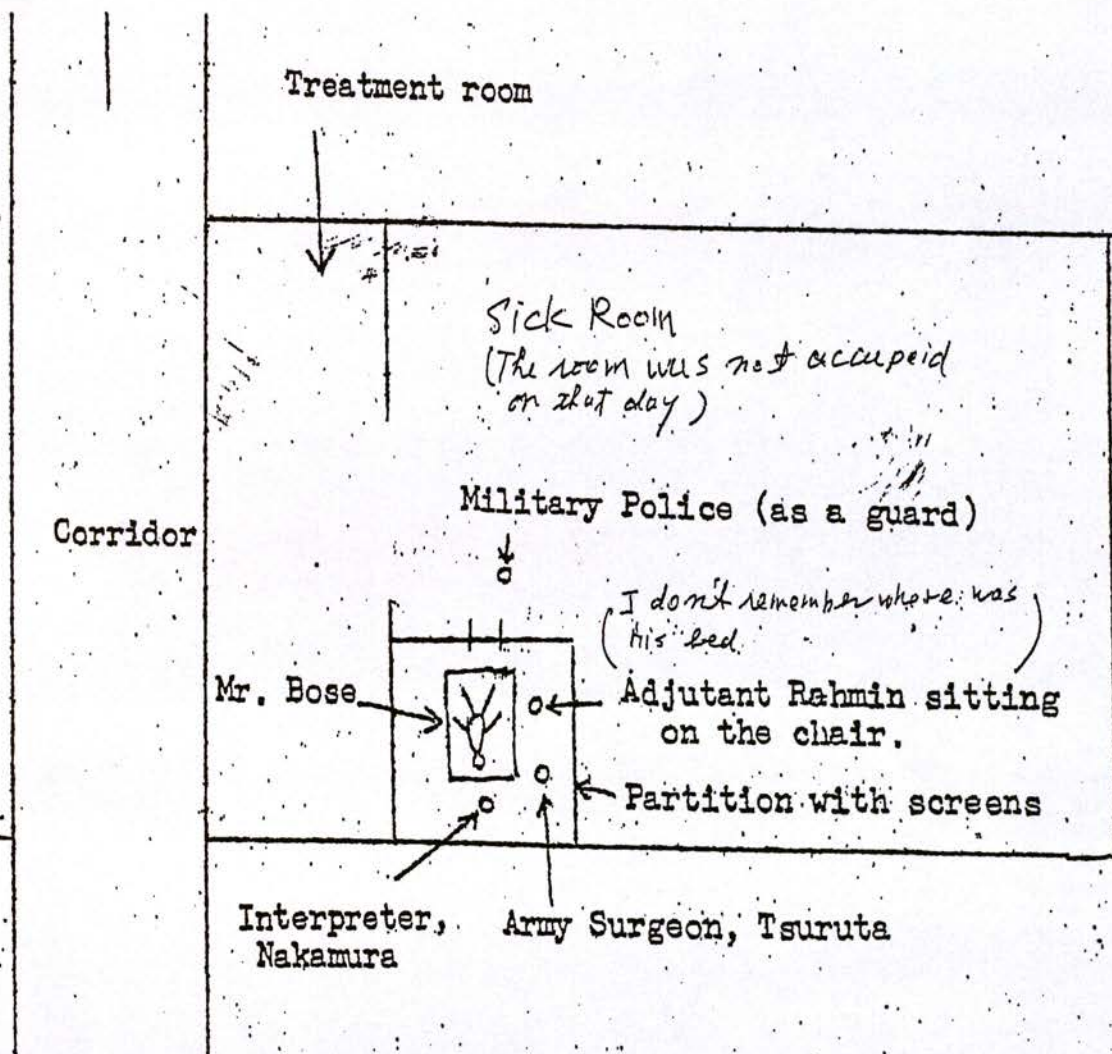 Treatment room
Sick Room
(The room was not accupeid
on that day)
Military Police (as a guard)
Corridor
(I don't remember where was
his bed.)
Mr. Bose
Adjutant Rahmin sitting
on the chair.
Partition with screens
Interpreter,
Nakamura
Army Surgeon, Tsuruta